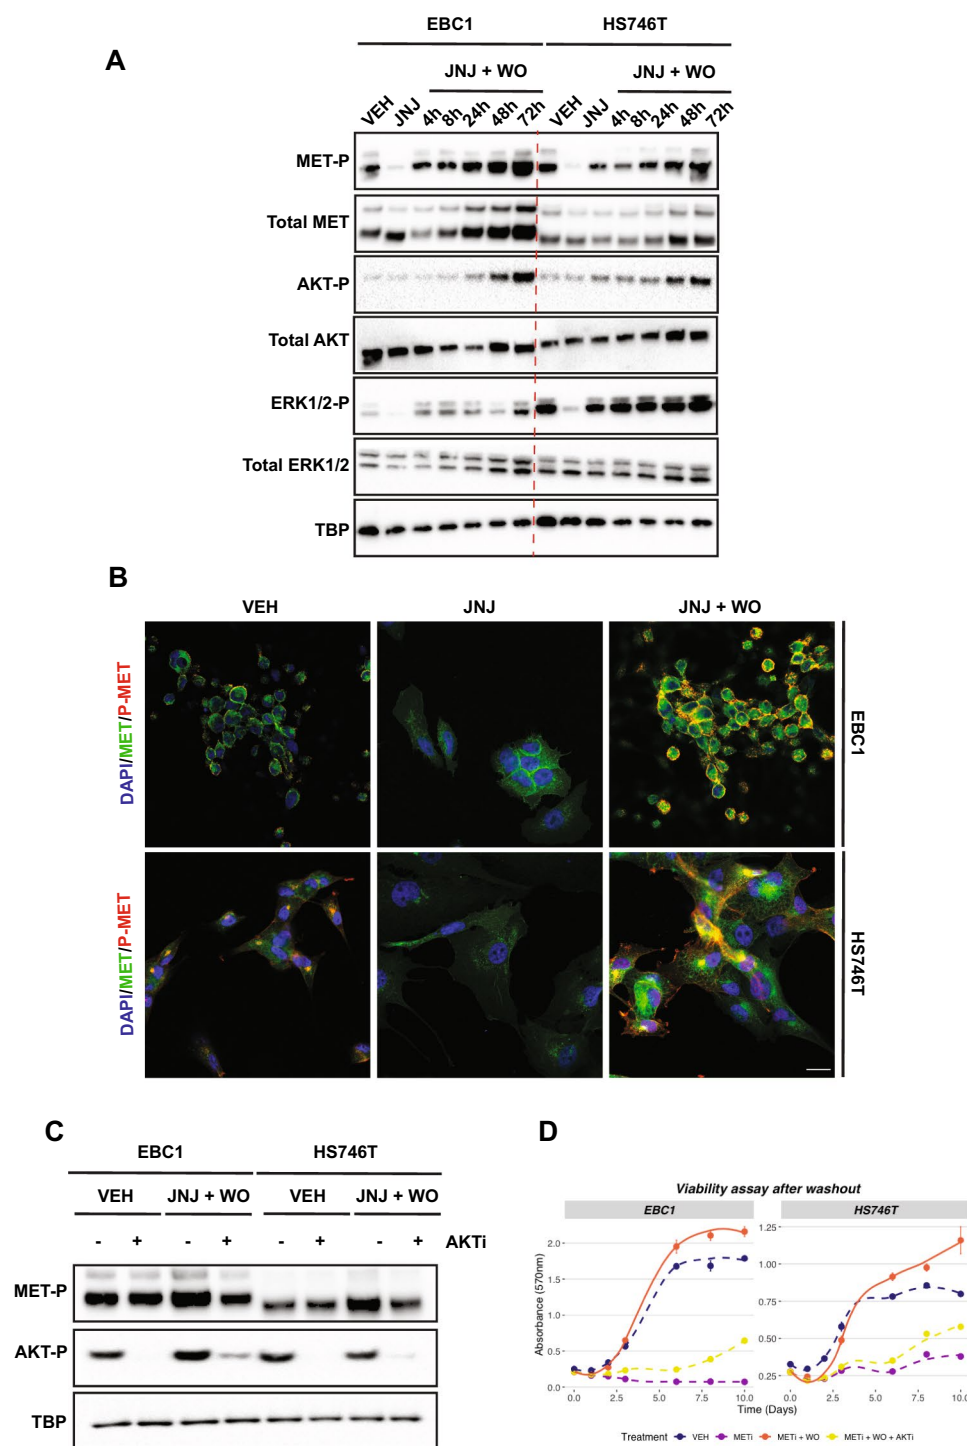 A
EBC1
HS746T
JNJ + WO
JNJ + WO
VEH
JNJ
4h
8h
24h
48h
72h
VEH
JNJ
4h
8h
24h
48h
72h
MET-P
Total MET
AKT-P
Total AKT
ERK1/2-P
Total ERK1/2
TBP
B
VEH
JNJ
JNJ + WO
DAPI/MET/P-MET
EBC1
DAPI/MET/P-MET
HS746T
C
EBC1
HS746T
VEH
JNJ + WO
VEH
JNJ + WO
- + - + - + - + AKTi
MET-P
AKT-P
TBP
D
Viability assay after washout
EBC1
HS746T
Absorbance (570nm)
2.0
1.5
1.0
0.5
0.0 2.5 5.0 7.5 10.0
1.25
1.00
0.75
0.50
0.25
0.0 2.5 5.0 7.5 10.0
Time (Days)
Treatment VEH METi METi + WO METi + WO + AKTi